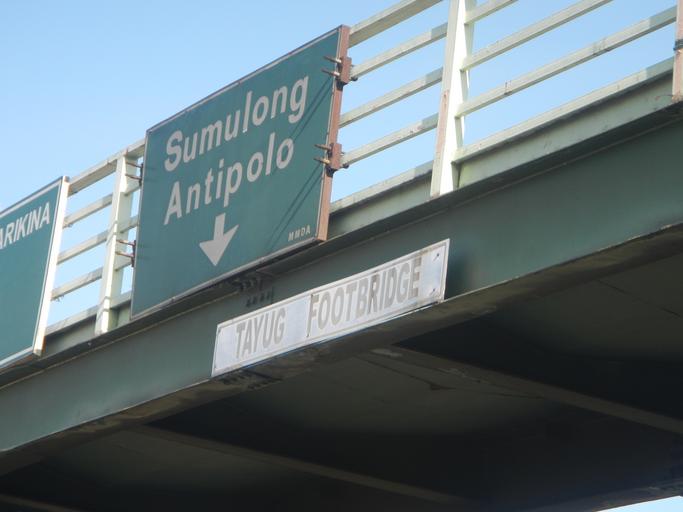 ARIKINA
Sumulong
Antipolo
MMDA
TAYUG FOOTBRIDGE